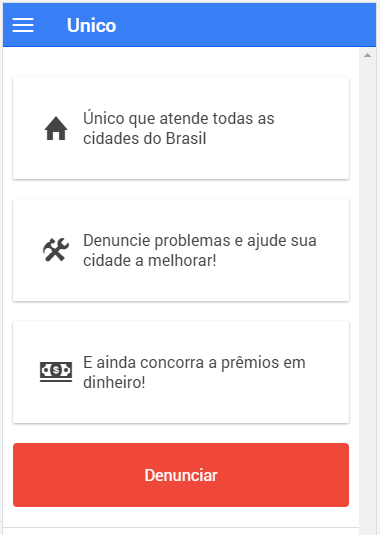 Unico
Único que atende todas as
cidades do Brasil
Denuncie problemas e ajude sua
cidade a melhorar!
E ainda concorra a prêmios em
dinheiro!
Denunciar